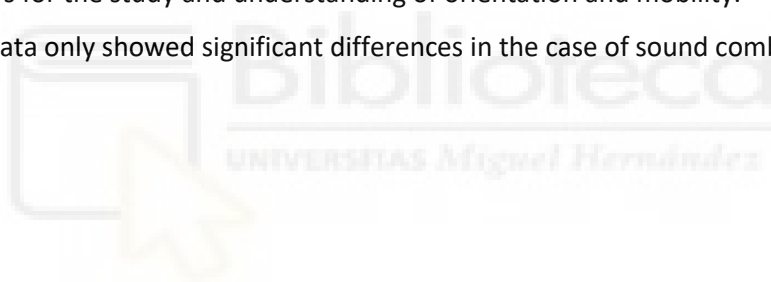 s for the study and understanding of orientation and mobility.
ata only showed significant differences in the case of sound com
Biblioteca
UNIVERSITAS Miguel Hernández